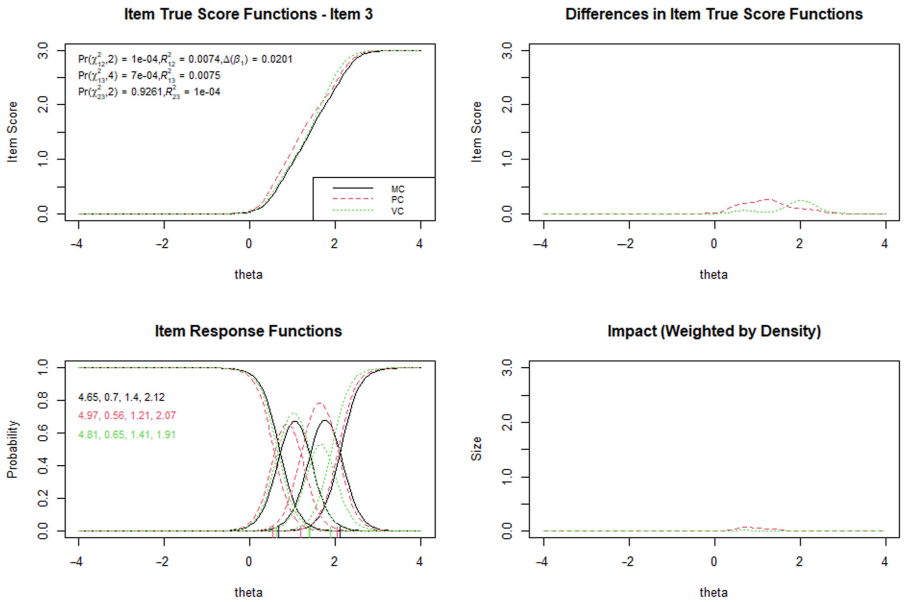 Item True Score Functions - Item 3
Item Score
3.0
2.0
1.0
0.0
Pr(χ²₁₂,2) = 1e-04,R²₁₂ = 0.0074,Δ(β₁) = 0.0201
Pr(χ²₁₃,4) = 7e-04,R²₁₃ = 0.0075
Pr(χ²₂₃,2) = 0.9261,R²₂₃ = 1e-04
MC
PC
VC
−4 −2 0 2 4
theta
Differences in Item True Score Functions
Item Score
3.0
2.0
1.0
0.0
−4 −2 0 2 4
theta
Item Response Functions
Probability
1.0
0.8
0.6
0.4
0.2
0.0
4.65, 0.7, 1.4, 2.12
4.97, 0.56, 1.21, 2.07
4.81, 0.65, 1.41, 1.91
−4 −2 0 2 4
theta
Impact (Weighted by Density)
Size
3.0
2.0
1.0
0.0
−4 −2 0 2 4
theta